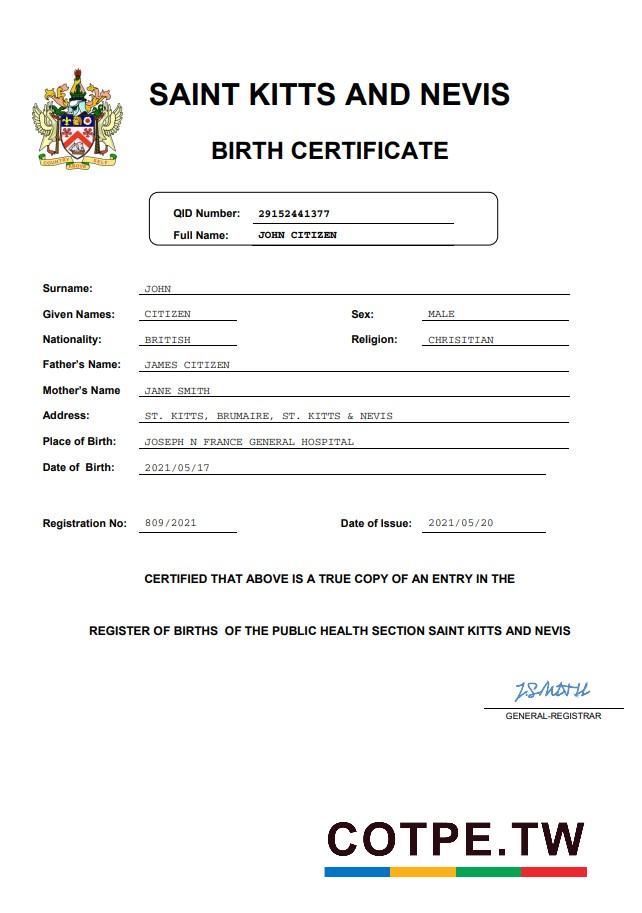 SAINT KITTS AND NEVIS
BIRTH CERTIFICATE
COUNTRY ABOVE SELF
QID Number: 29152441377
Full Name: JOHN CITIZEN
Surname: JOHN
Given Names: CITIZEN Sex: MALE
Nationality: BRITISH Religion: CHRISITIAN
Father's Name: JAMES CITIZEN
Mother's Name JANE SMITH
Address: ST. KITTS, BRUMAIRE, ST. KITTS & NEVIS
Place of Birth: JOSEPH N FRANCE GENERAL HOSPITAL
Date of Birth: 2021/05/17
Registration No: 809/2021 Date of Issue: 2021/05/20
CERTIFIED THAT ABOVE IS A TRUE COPY OF AN ENTRY IN THE
REGISTER OF BIRTHS OF THE PUBLIC HEALTH SECTION SAINT KITTS AND NEVIS
J.SMITH
GENERAL-REGISTRAR
COTPE.TW